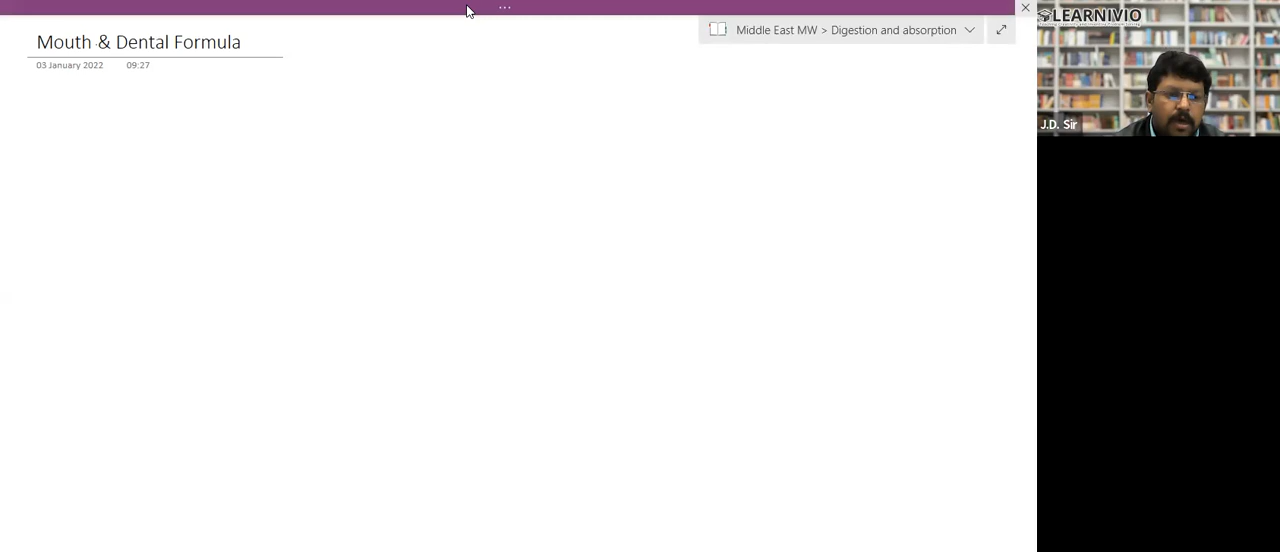 ...
Middle East MW > Digestion and absorption
Mouth & Dental Formula
03 January 2022 09:27
LEARNIVIO
J.D. Sir